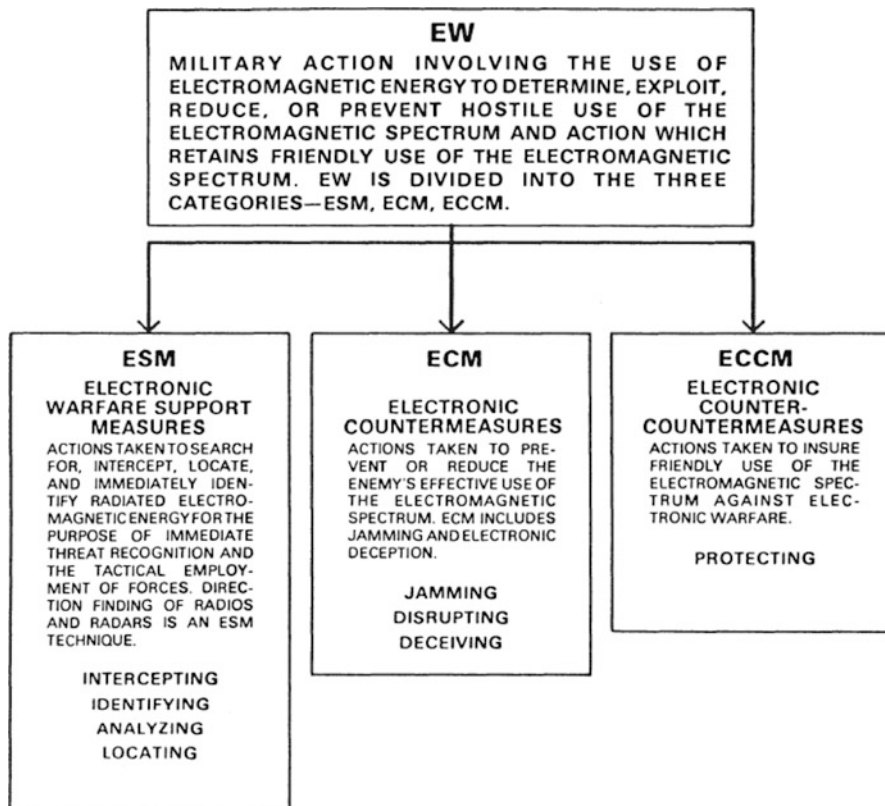 EW
MILITARY ACTION INVOLVING THE USE OF
ELECTROMAGNETIC ENERGY TO DETERMINE, EXPLOIT,
REDUCE, OR PREVENT HOSTILE USE OF THE
ELECTROMAGNETIC SPECTRUM AND ACTION WHICH
RETAINS FRIENDLY USE OF THE ELECTROMAGNETIC
SPECTRUM. EW IS DIVIDED INTO THE THREE
CATEGORIES—ESM, ECM, ECCM.
ESM
ELECTRONIC
WARFARE SUPPORT
MEASURES
ACTIONS TAKEN TO SEARCH
FOR, INTERCEPT, LOCATE,
AND IMMEDIATELY IDEN-
TIFY RADIATED ELECTRO-
MAGNETIC ENERGY FOR THE
PURPOSE OF IMMEDIATE
THREAT RECOGNITION AND
THE TACTICAL EMPLOY-
MENT OF FORCES. DIREC-
TION FINDING OF RADIOS
AND RADARS IS AN ESM
TECHNIQUE.
INTERCEPTING
IDENTIFYING
ANALYZING
LOCATING
ECM
ELECTRONIC
COUNTERMEASURES
ACTIONS TAKEN TO PRE-
VENT OR REDUCE THE
ENEMY'S EFFECTIVE USE OF
THE ELECTROMAGNETIC
SPECTRUM. ECM INCLUDES
JAMMING AND ELECTRONIC
DECEPTION.
JAMMING
DISRUPTING
DECEIVING
ECCM
ELECTRONIC
COUNTER-
COUNTERMEASURES
ACTIONS TAKEN TO INSURE
FRIENDLY USE OF THE
ELECTROMAGNETIC SPEC-
TRUM AGAINST ELEC-
TRONIC WARFARE.
PROTECTING